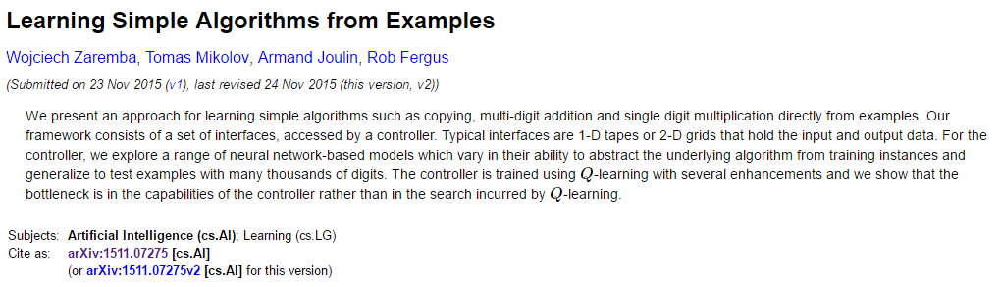 Learning Simple Algorithms from Examples
Wojciech Zaremba, Tomas Mikolov, Armand Joulin, Rob Fergus
(Submitted on 23 Nov 2015 (v1), last revised 24 Nov 2015 (this version, v2))
We present an approach for learning simple algorithms such as copying, multi-digit addition and single digit multiplication directly from examples. Our
framework consists of a set of interfaces, accessed by a controller. Typical interfaces are 1-D tapes or 2-D grids that hold the input and output data. For the
controller, we explore a range of neural network-based models which vary in their ability to abstract the underlying algorithm from training instances and
generalize to test examples with many thousands of digits. The controller is trained using Q-learning with several enhancements and we show that the
bottleneck is in the capabilities of the controller rather than in the search incurred by Q-learning.
Subjects: Artificial Intelligence (cs.AI); Learning (cs.LG)
Cite as: arXiv:1511.07275 [cs.AI]
(or arXiv:1511.07275v2 [cs.AI] for this version)